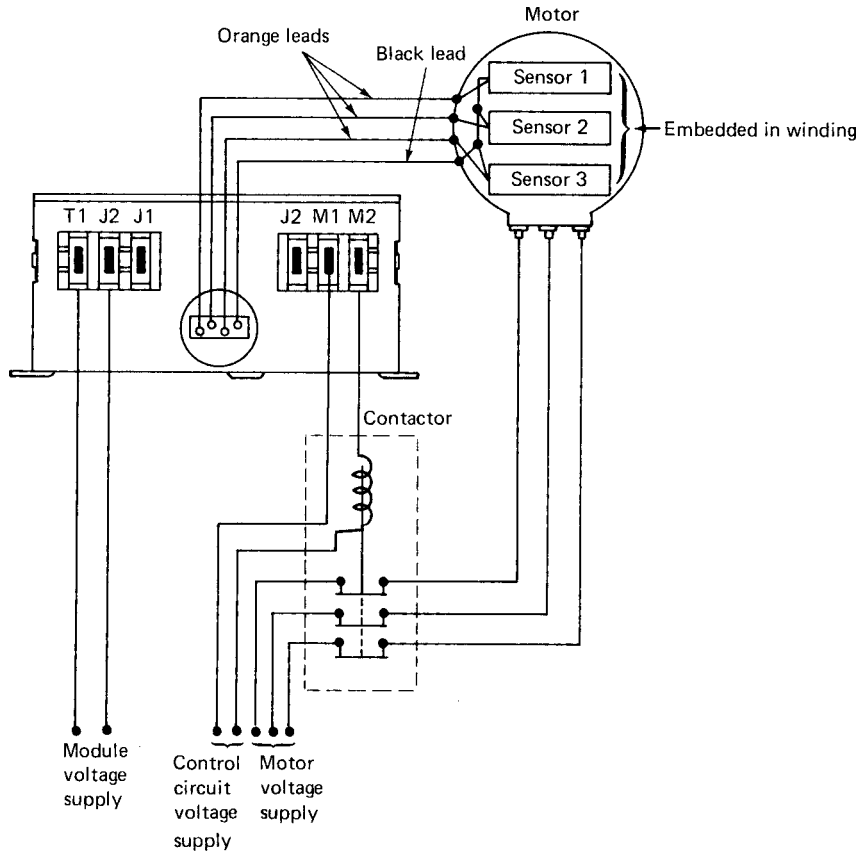 Motor
Orange leads
Black lead
Sensor 1
Sensor 2
Embedded in winding
Sensor 3
T1 J2 J1
J2 M1 M2
Contactor
Module
voltage
supply
Control
circuit
voltage
supply
Motor
voltage
supply